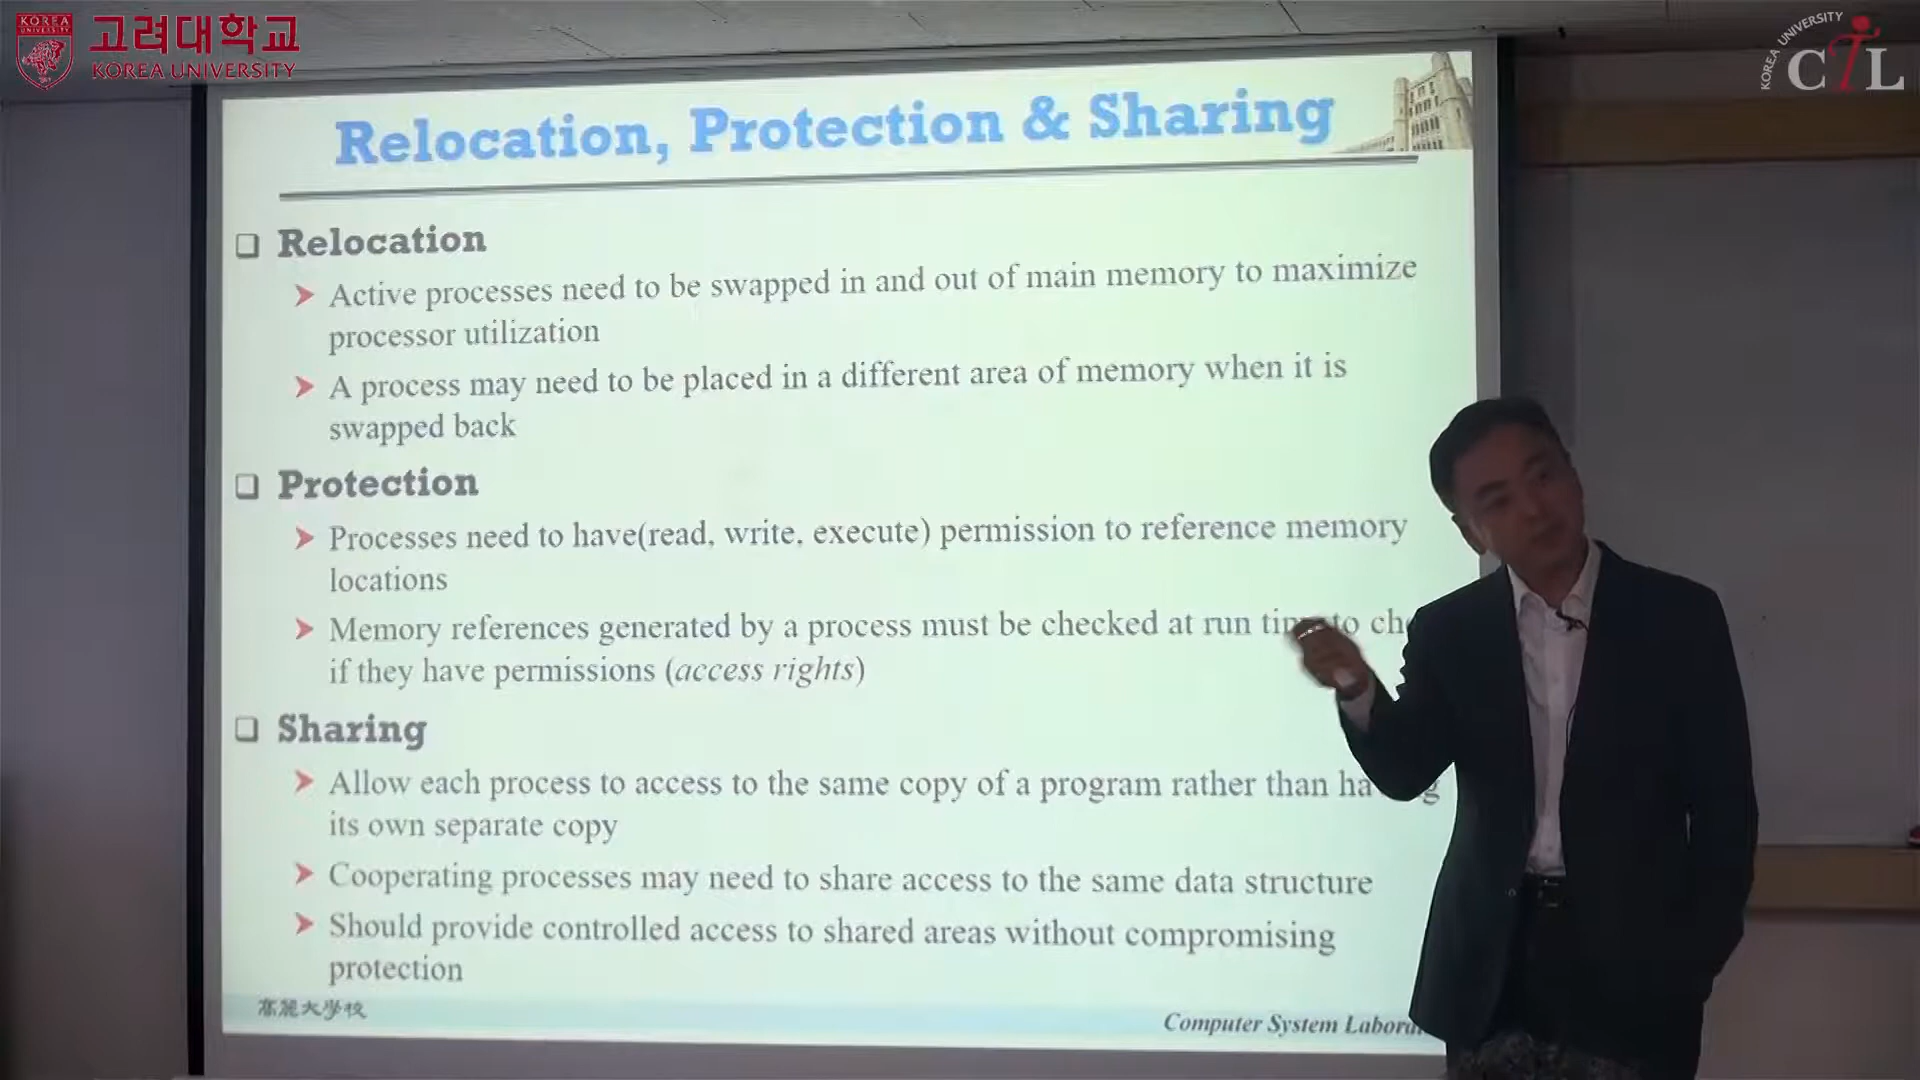 고려대학교
KOREA UNIVERSITY
KOREA UNIVERSITY
CTL
Relocation, Protection & Sharing
Relocation
Active processes need to be swapped in and out of main memory to maximize
processor utilization
A process may need to be placed in a different area of memory when it is
swapped back
Protection
Processes need to have(read, write, execute) permission to reference memory
locations
Memory references generated by a process must be checked at run to
if they have permissions (access rights)
Sharing
Allow each process to access to the same copy of a program rather than
its own separate copy
Cooperating processes may need to share access to the same data structure
Should provide controlled access to shared areas without compromising
protection
高麗大學校
Computer System